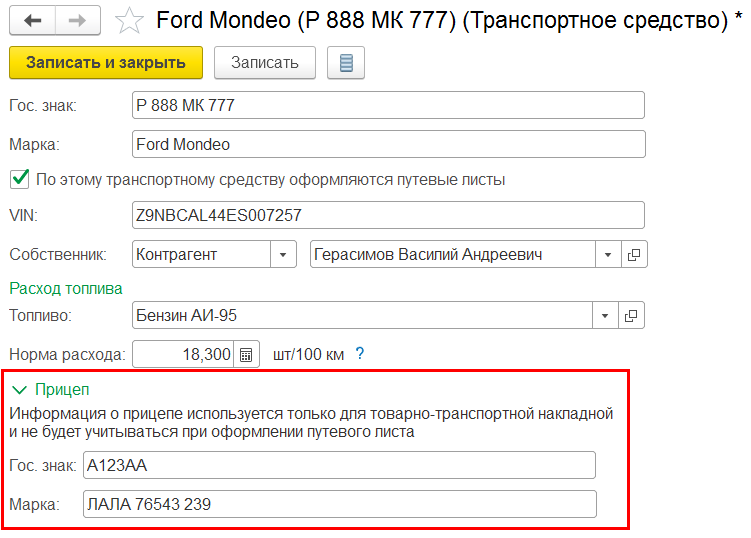 Ford Mondeo (Р 888 МК 777) (Транспортное средство) *
Записать и закрыть Записать
Гос. знак: Р 888 МК 777
Марка: Ford Mondeo
По этому транспортному средству оформляются путевые листы
VIN: Z9NBCAL44ES007257
Собственник: Контрагент Герасимов Василий Андреевич
Расход топлива
Топливо: Бензин АИ-95
Норма расхода: 18,300 шт/100 км ?
Прицеп
Информация о прицепе используется только для товарно-транспортной накладной
и не будет учитываться при оформлении путевого листа
Гос. знак: А123АА
Марка: ЛАЛА 76543 239